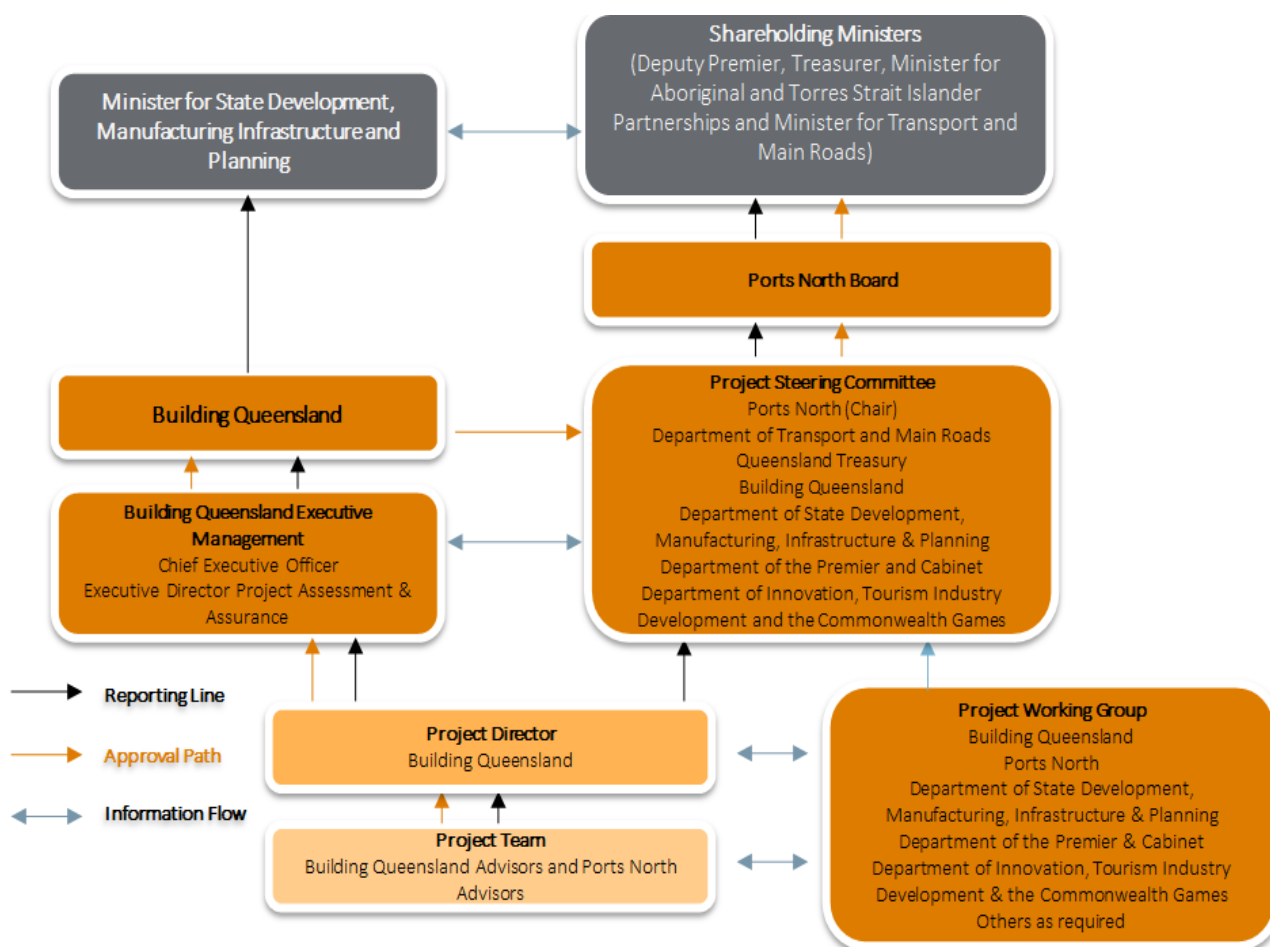 Shareholding Ministers
(Deputy Premier, Treasurer, Minister for
Aboriginal and Torres Strait Islander
Partnerships and Minister for Transport and
Main Roads)
Minister for State Development,
Manufacturing Infrastructure and
Planning
Ports North Board
Building Queensland
Project Steering Committee
Ports North (Chair)
Department of Transport and Main Roads
Queensland Treasury
Building Queensland
Department of State Development,
Manufacturing, Infrastructure & Planning
Department of the Premier and Cabinet
Department of Innovation, Tourism Industry
Development and the Commonwealth Games
Building Queensland Executive
Management
Chief Executive Officer
Executive Director Project Assessment &
Assurance
Reporting Line
Approval Path
Information Flow
Project Director
Building Queensland
Project Team
Building Queensland Advisors and Ports North
Advisors
Project Working Group
Building Queensland
Ports North
Department of State Development,
Manufacturing, Infrastructure & Planning
Department of the Premier & Cabinet
Department of Innovation, Tourism Industry
Development & the Commonwealth Games
Others as required